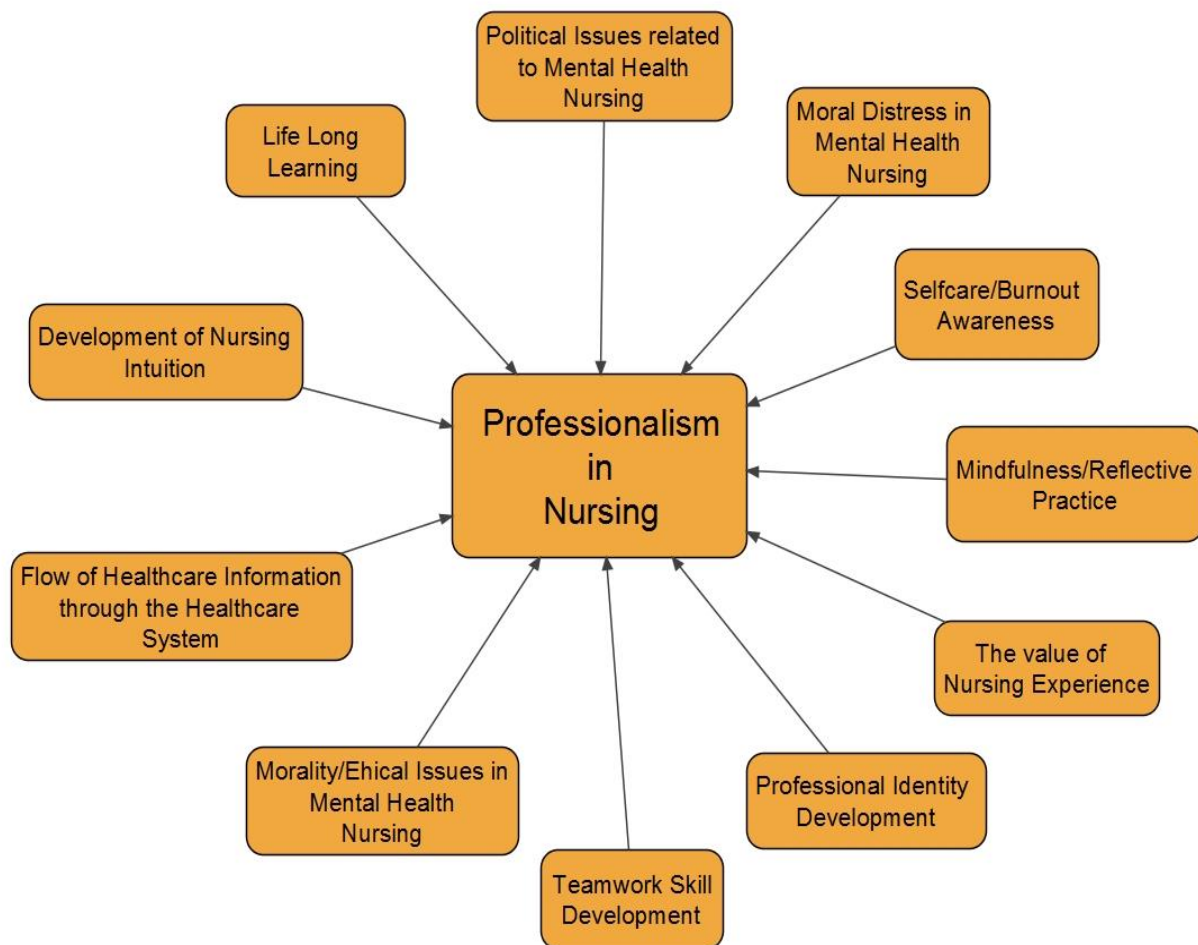 Political Issues related
to Mental Health
Nursing
Life Long
Learning
Moral Distress in
Mental Health
Nursing
Selfcare/Burnout
Awareness
Development of Nursing
Intuition
Professionalism
in
Nursing
Mindfulness/Reflective
Practice
Flow of Healthcare Information
through the Healthcare
System
The value of
Nursing Experience
Morality/Ehical Issues in
Mental Health
Nursing
Professional Identity
Development
Teamwork Skill
Development